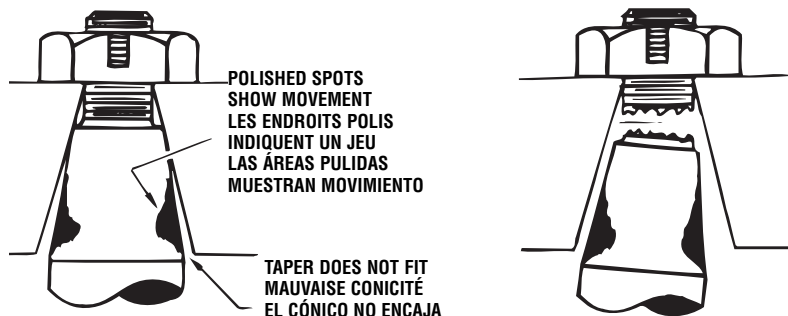 POLISHED SPOTS
SHOW MOVEMENT
LES ENDROITS POLIS
INDIQUENT UN JEU
LAS ÁREAS PULIDAS
MUESTRAN MOVIMIENTO
TAPER DOES NOT FIT
MAUVAISE CONICITÉ
EL CÓNICO NO ENCAJA